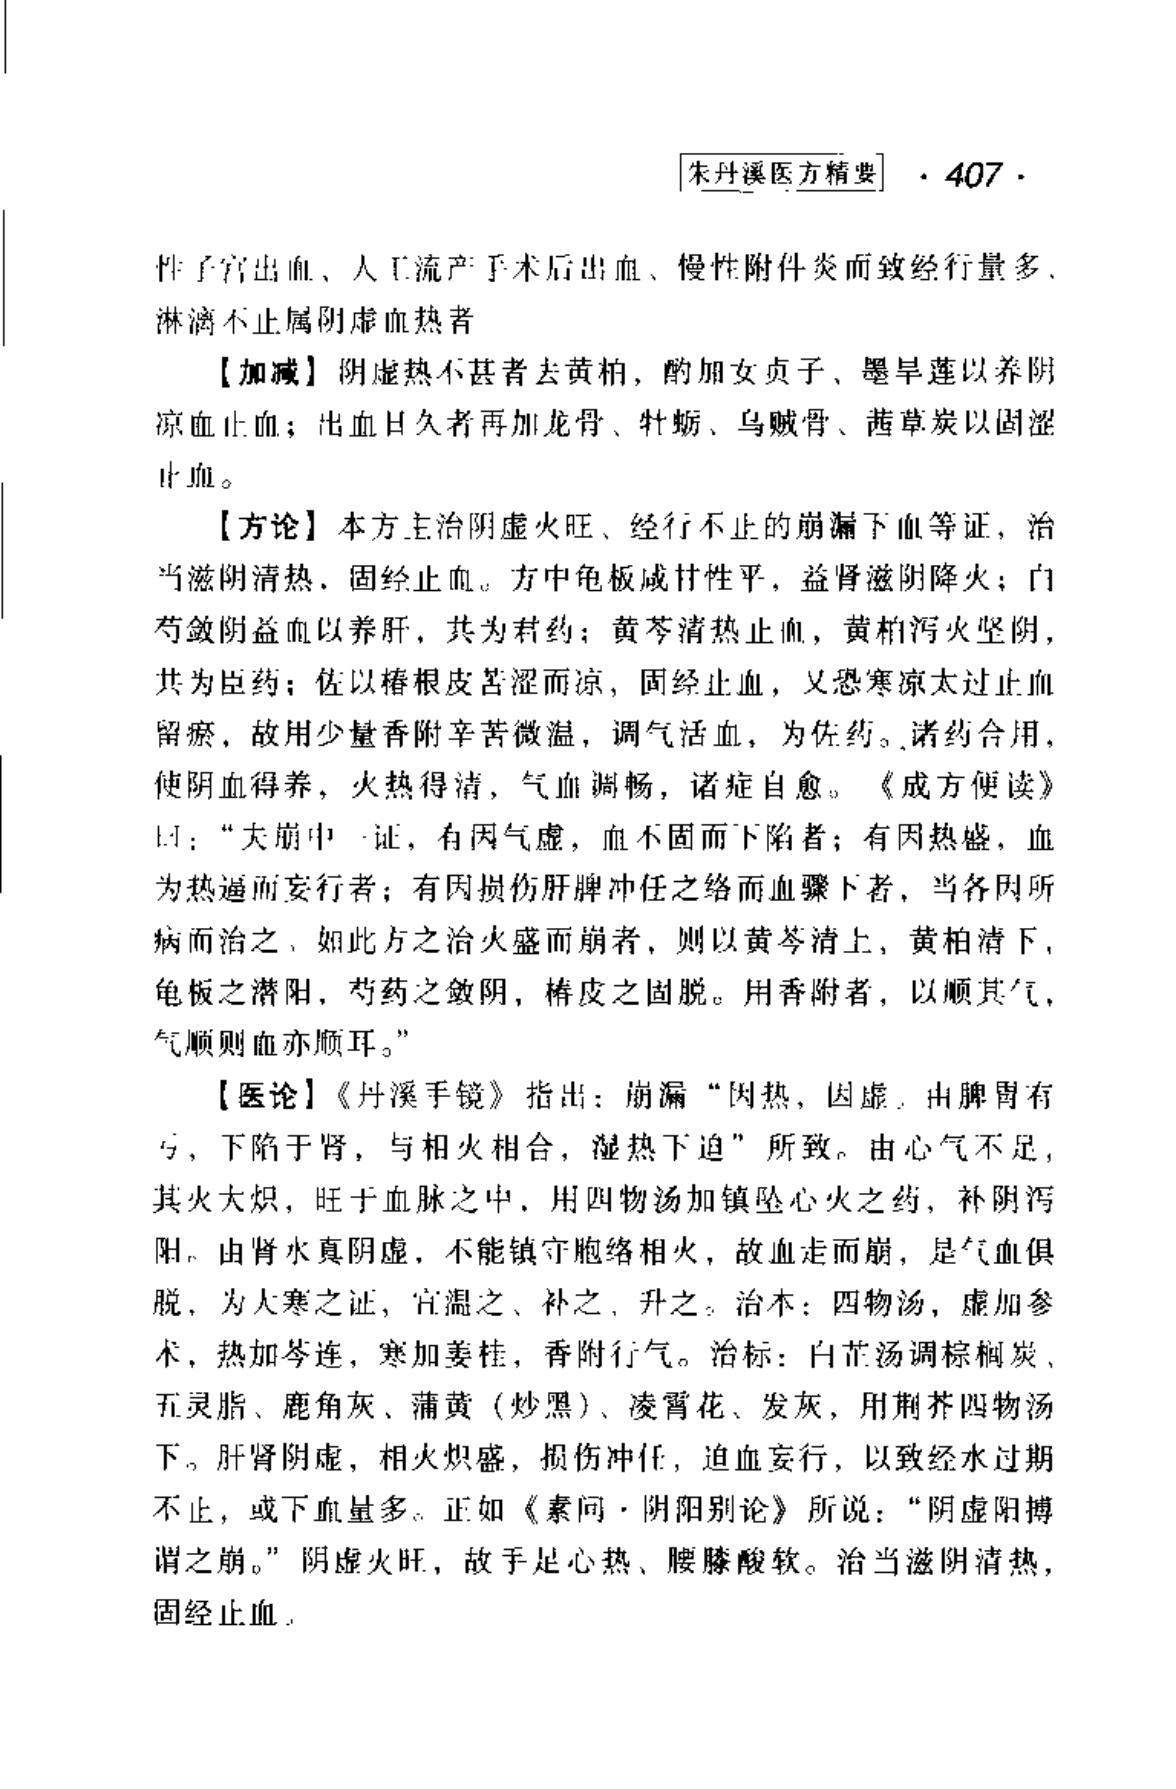 朱丹溪医方精要 · 407 ·
性子宫出血、人工流产手术后出血、慢性附件炎而致经行量多、
淋漓不止属阴虚血热者
【加减】阴虚热不甚者去黄柏，酌加女贞子、墨旱莲以养阴
凉血止血；出血日久者再加龙骨、牡蛎、乌贼骨、茜草炭以固涩
止血。
【方论】本方主治阴虚火旺、经行不止的崩漏下血等证，治
当滋阴清热，固经止血。方中龟板咸甘性平，益肾滋阴降火；白
芍敛阴益血以养肝，共为君药；黄芩清热止血，黄柏泻火坚阴，
共为臣药；佐以椿根皮苦涩而凉，固经止血，又恐寒凉太过止血
留瘀，故用少量香附辛苦微温，调气活血，为佐药。诸药合用，
使阴血得养，火热得清，气血调畅，诸症自愈。《成方便读》
曰：“夫崩中一证，有因气虚，血不固而下陷者；有因热盛，血
为热逼而妄行者；有因损伤肝脾冲任之络而血骤下者，当各因所
病而治之、如此方之治火盛而崩者，则以黄芩清上，黄柏清下，
龟板之潜阳，芍药之敛阴，椿皮之固脱。用香附者，以顺其气，
气顺则血亦顺耳。”
【医论】《丹溪手镜》指出：崩漏“因热，因虚。由脾胃有
亏，下陷于肾，与相火相合，湿热下迫”所致。由心气不足，
其火大炽，旺于血脉之中，用四物汤加镇坠心火之药，补阴泻
阳。由肾水真阴虚，不能镇守胞络相火，故血走而崩，是气血俱
脱，为大寒之证，宜温之、补之、升之。治本：四物汤，虚加参
术，热加芩连，寒加姜桂，香附行气。治标：白芷汤调棕榈炭、
五灵脂、鹿角灰、蒲黄（炒黑）、凌霄花、发灰，用荆芥四物汤
下。肝肾阴虚，相火炽盛，损伤冲任，迫血妄行，以致经水过期
不止，或下血量多。正如《素问·阴阳别论》所说：“阴虚阳搏
谓之崩。”阴虚火旺，故手足心热、腰膝酸软。治当滋阴清热，
固经止血。